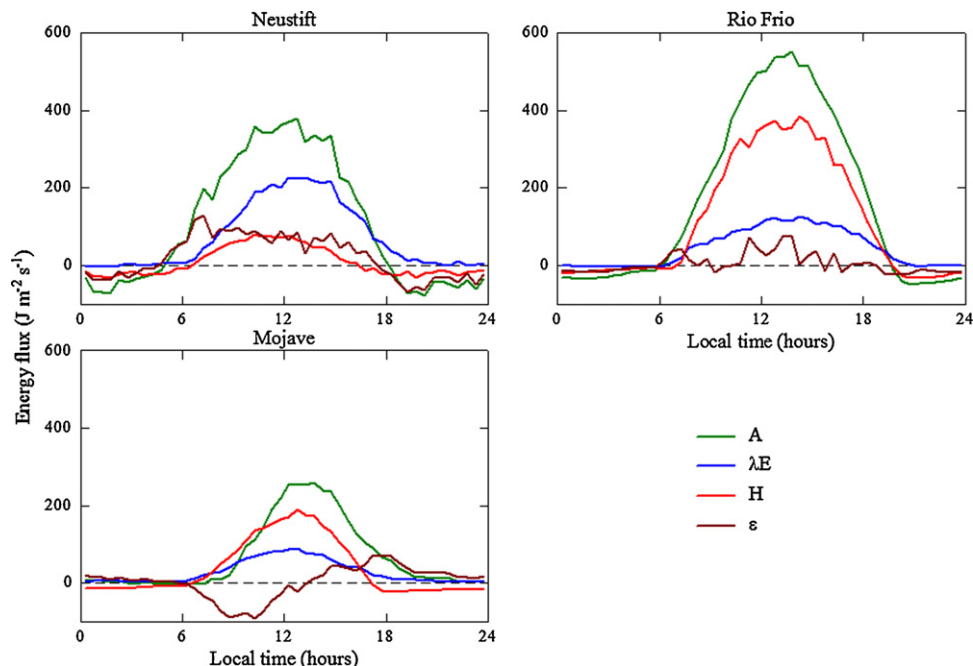 Neustift
Rio Frio
600
400
200
0
0
6
12
18
24
600
400
200
0
0
6
12
18
24
Local time (hours)
Energy flux (J m⁻² s⁻¹)
Mojave
600
400
200
0
0
6
12
18
24
Local time (hours)
A
λE
H
ε